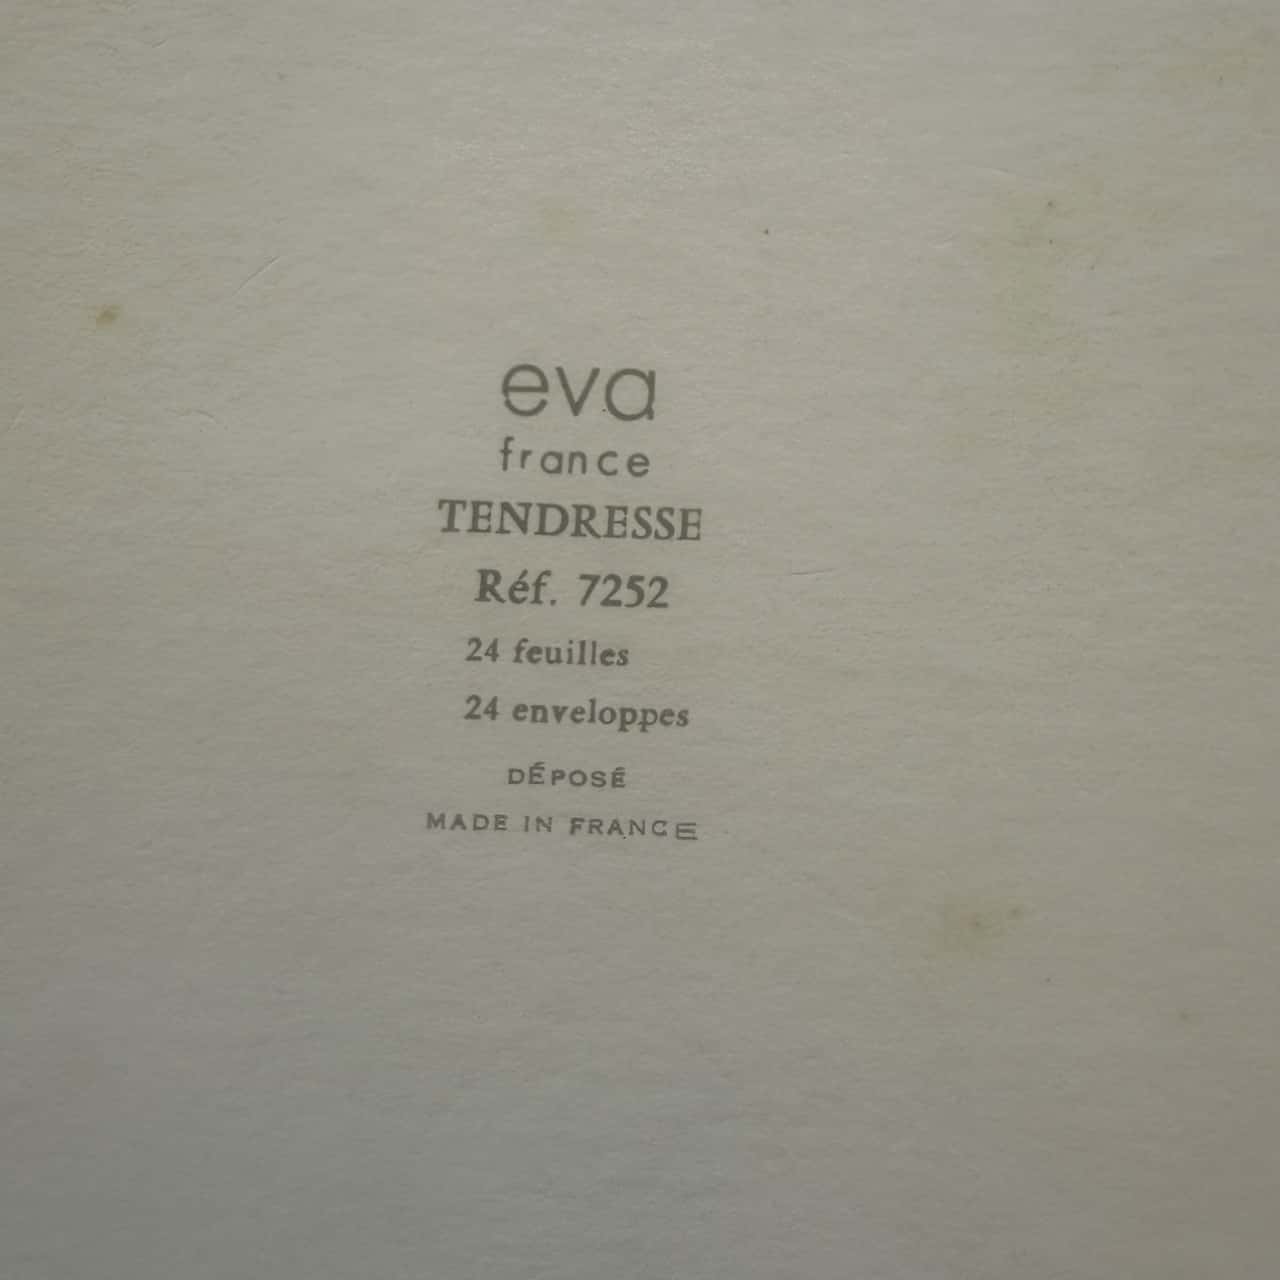 eva
france
TENDRESSE
Réf. 7252
24 feuilles
24 enveloppes
DÉPOSÉ
MADE IN FRANCE